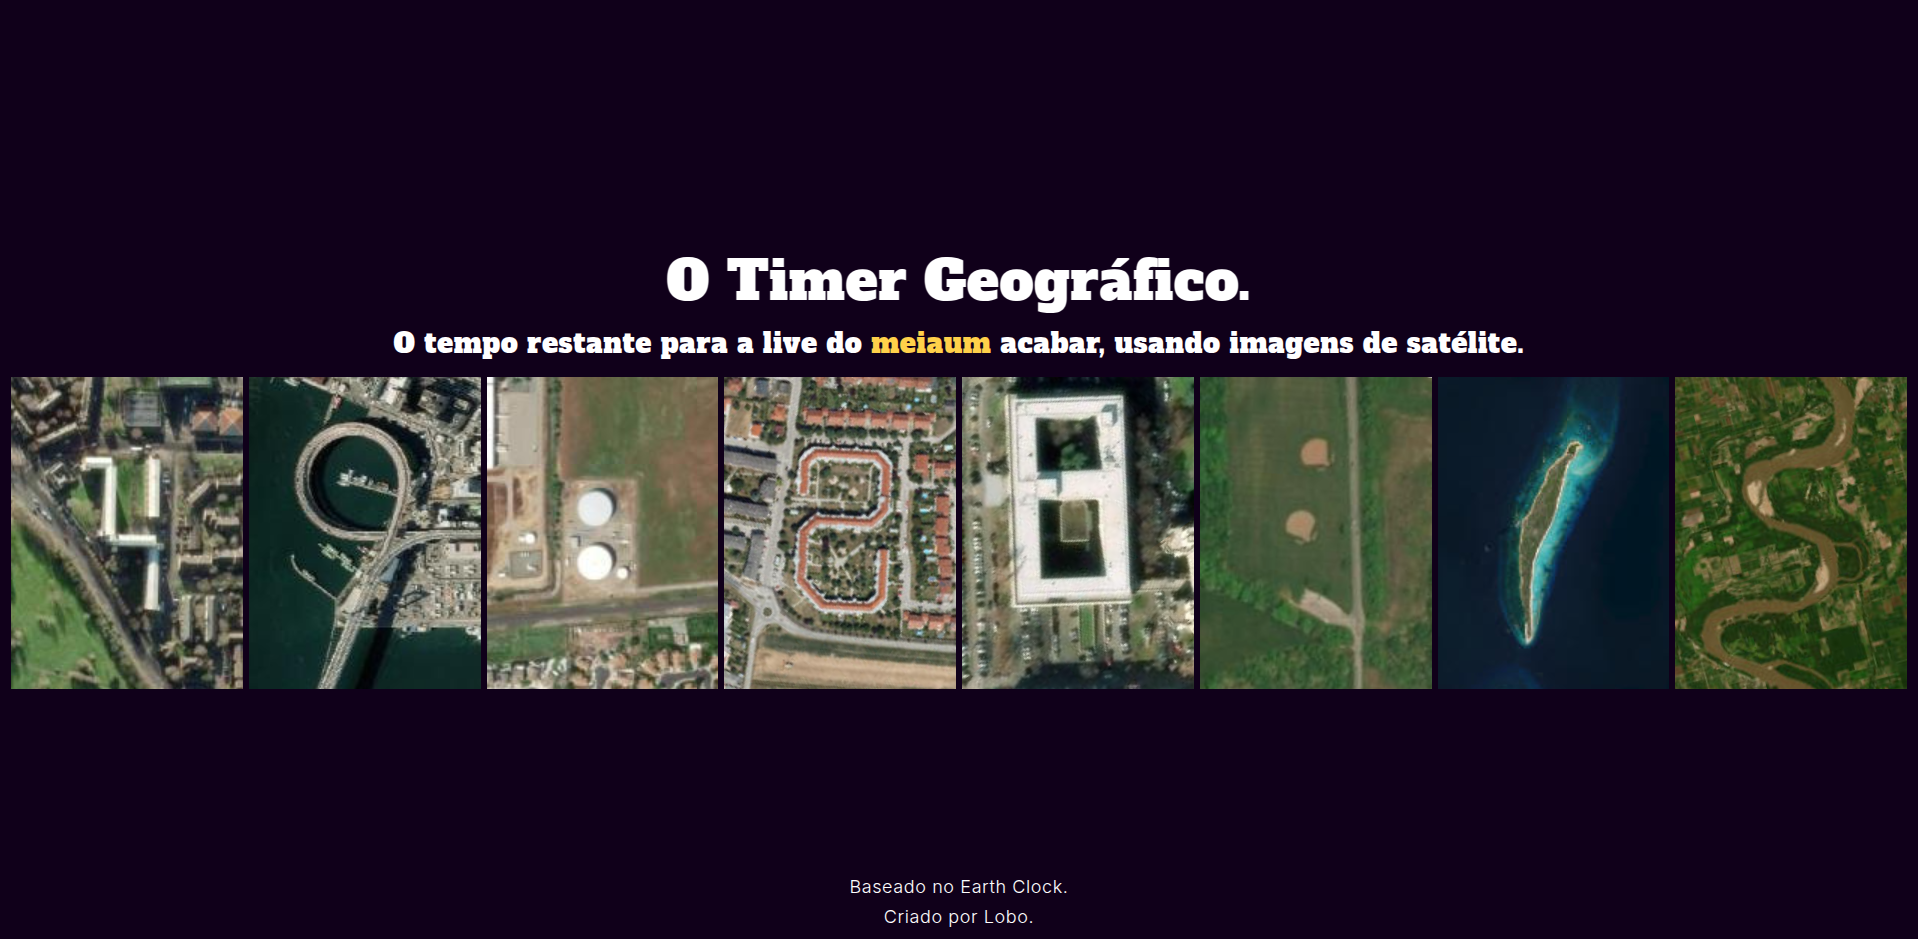 O Timer Geográfico.
O tempo restante para a live do meiaum acabar, usando imagens de satélite.
Baseado no Earth Clock.
Criado por Lobo.